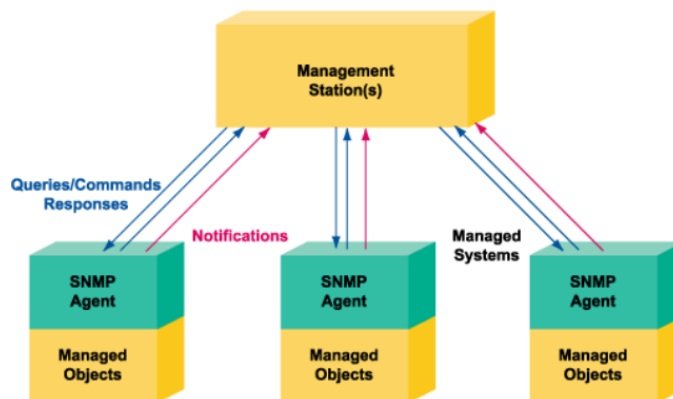 Management
Station(s)
Queries/Commands
Responses
Notifications
Managed
Systems
SNMP
Agent
Managed
Objects
SNMP
Agent
Managed
Objects
SNMP
Agent
Managed
Objects